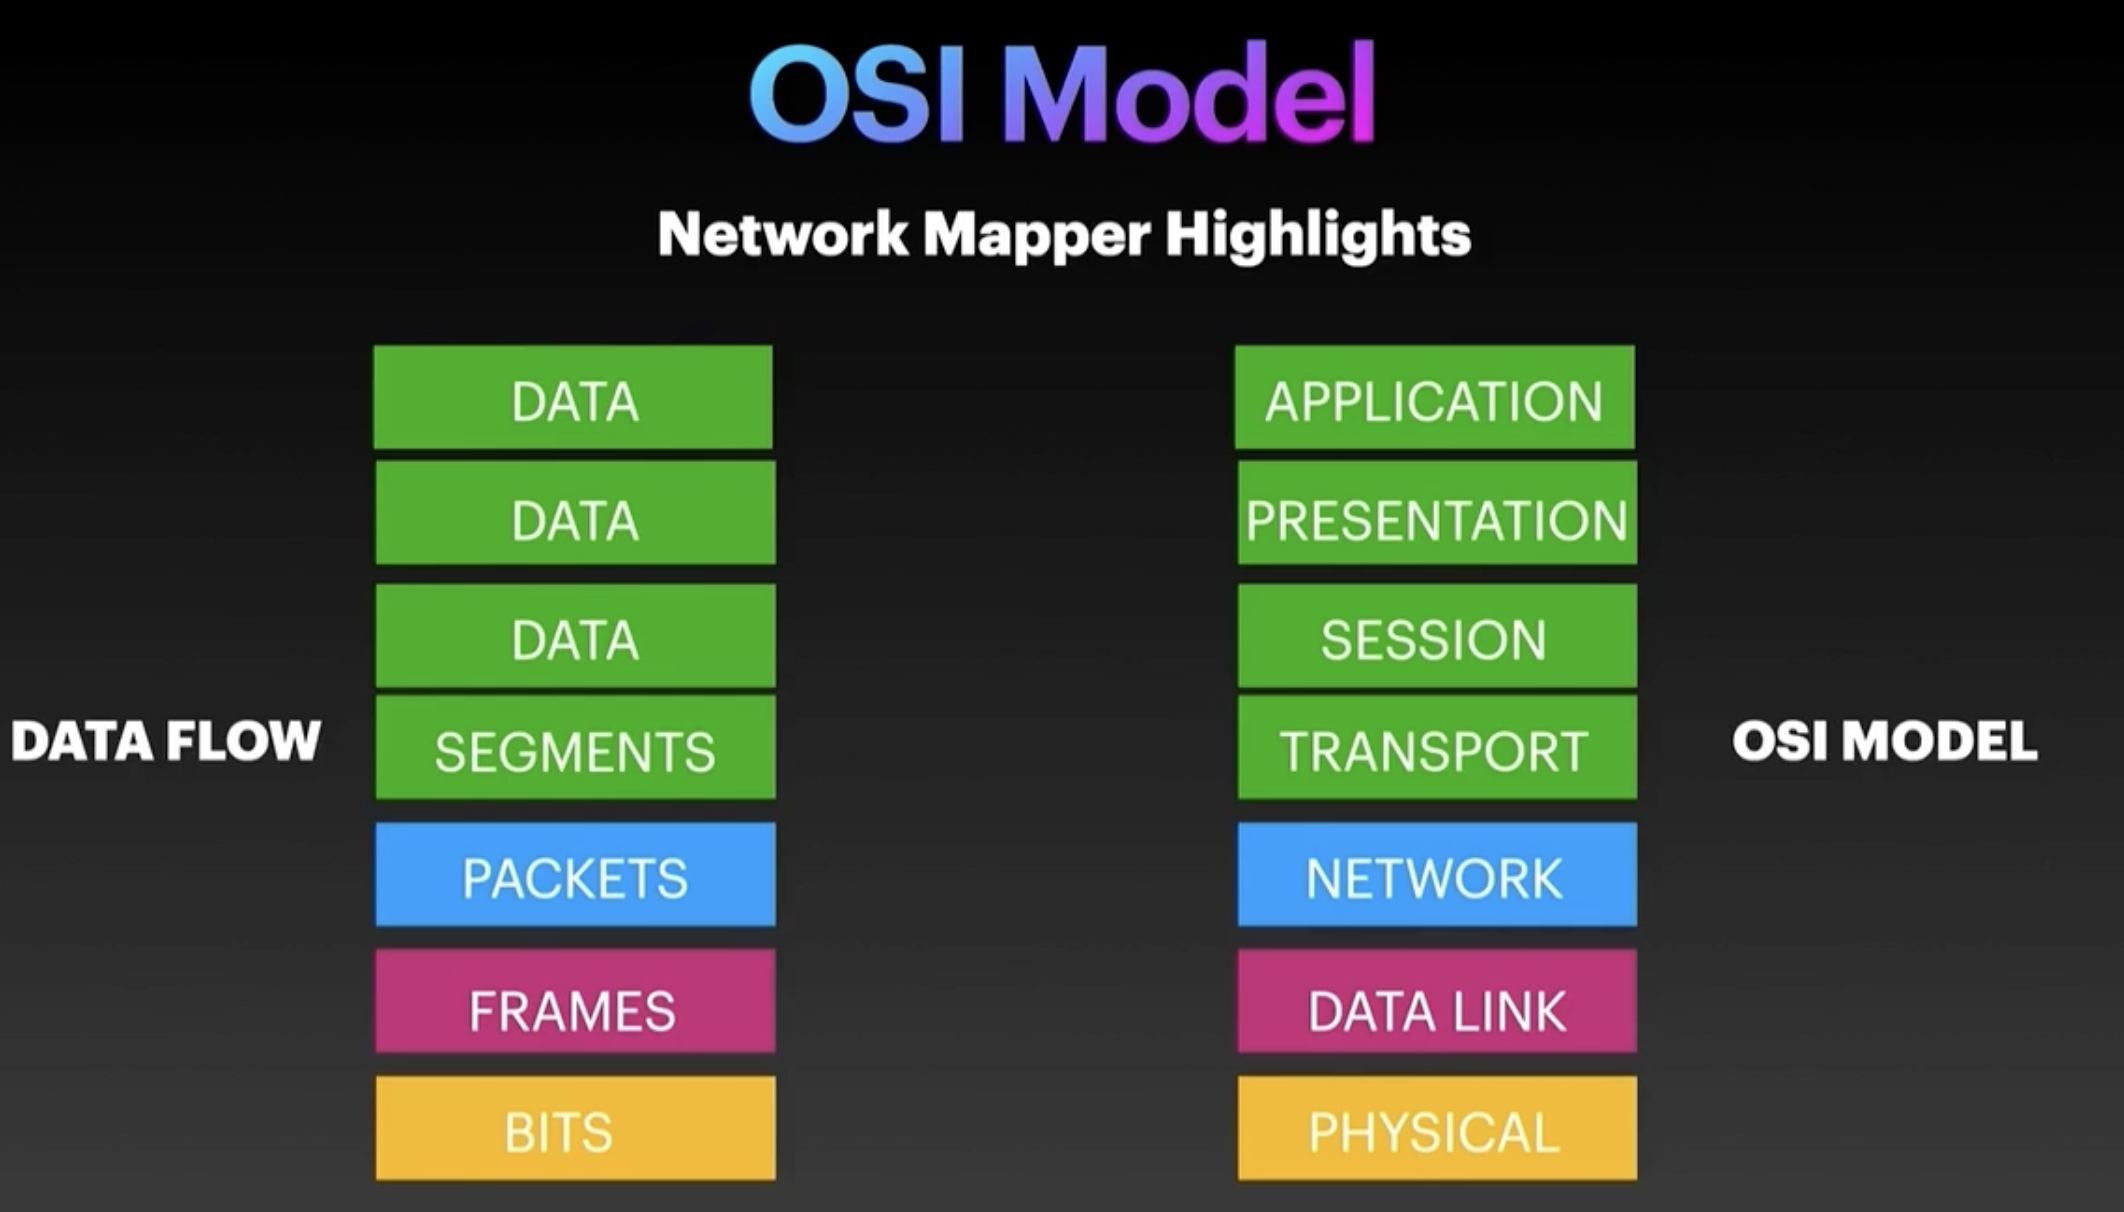 OSI Model
Network Mapper Highlights
DATA
APPLICATION
DATA
PRESENTATION
DATA
SESSION
DATA FLOW
SEGMENTS
TRANSPORT
OSI MODEL
PACKETS
NETWORK
FRAMES
DATA LINK
BITS
PHYSICAL